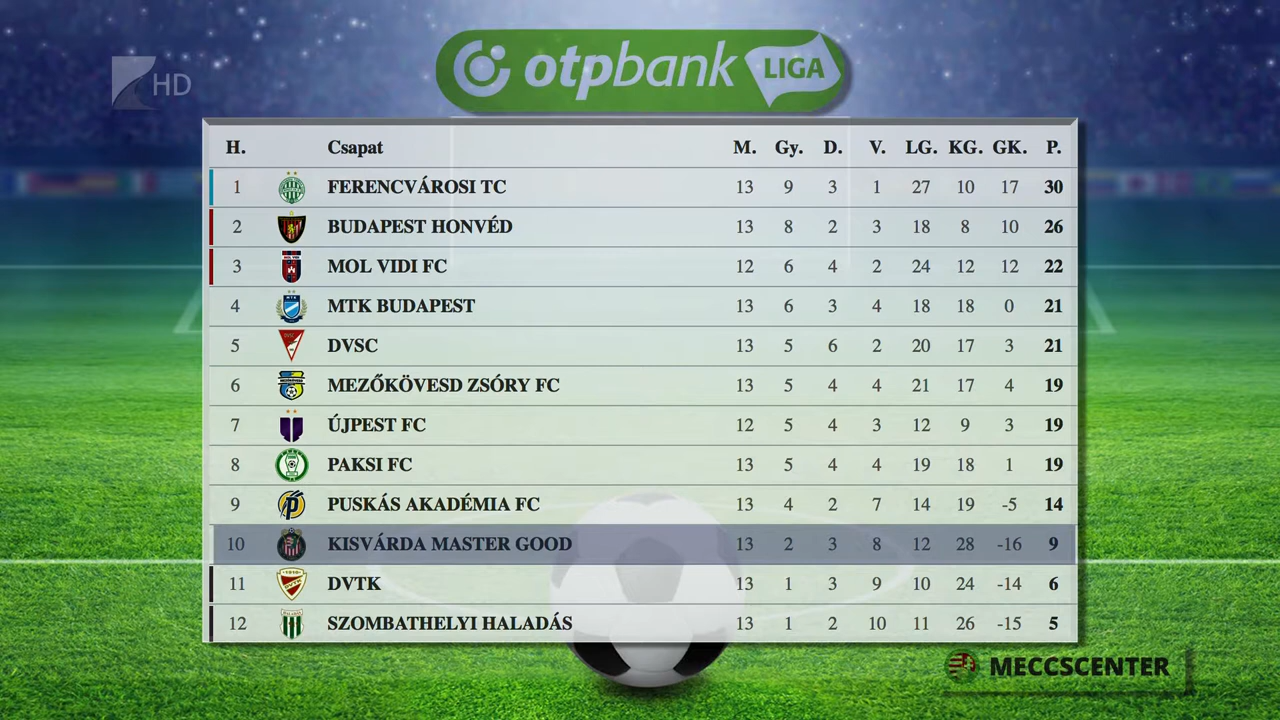 HD
otpbank LIGA
H. Csapat M. Gy. D. V. LG. KG. GK. P.
1 FERENCVÁROSI TC 13 9 3 1 27 10 17 30
2 BUDAPEST HONVÉD 13 8 2 3 18 8 10 26
3 MOL VIDI FC 12 6 4 2 24 12 12 22
4 MTK BUDAPEST 13 6 3 4 18 18 0 21
5 DVSC 13 5 6 2 20 17 3 21
6 MEZŐKÖVESD ZSÓRY FC 13 5 4 4 21 17 4 19
7 ÚJPEST FC 12 5 4 3 12 9 3 19
8 PAKSI FC 13 5 4 4 19 18 1 19
9 PUSKÁS AKADÉMIA FC 13 4 2 7 14 19 -5 14
10 KISVÁRDA MASTER GOOD 13 2 3 8 12 28 -16 9
11 DVTK 13 1 3 9 10 24 -14 6
12 SZOMBATHELYI HALADÁS 13 1 2 10 11 26 -15 5
MECCSCENTER